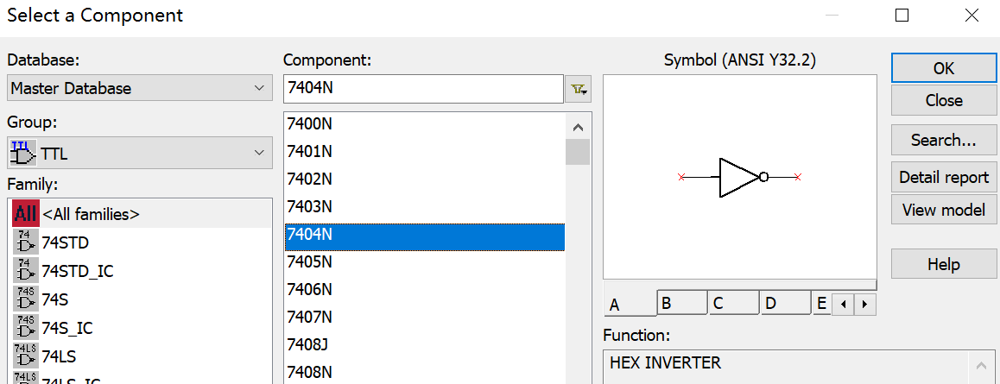 Select a Component
Database:
Master Database
Group:
TTL
TTL
Family:
All
<All families>
74
74STD
74
74STD_IC
74S
74S
74S
74S_IC
74LS
74LS
74LS
74LS_IC
Component:
7404N
7400N
7401N
7402N
7403N
7404N
7405N
7406N
7407N
7408J
7408N
Symbol (ANSI Y32.2)
A
B
C
D
E
Function:
HEX INVERTER
OK
Close
Search...
Detail report
View model
Help